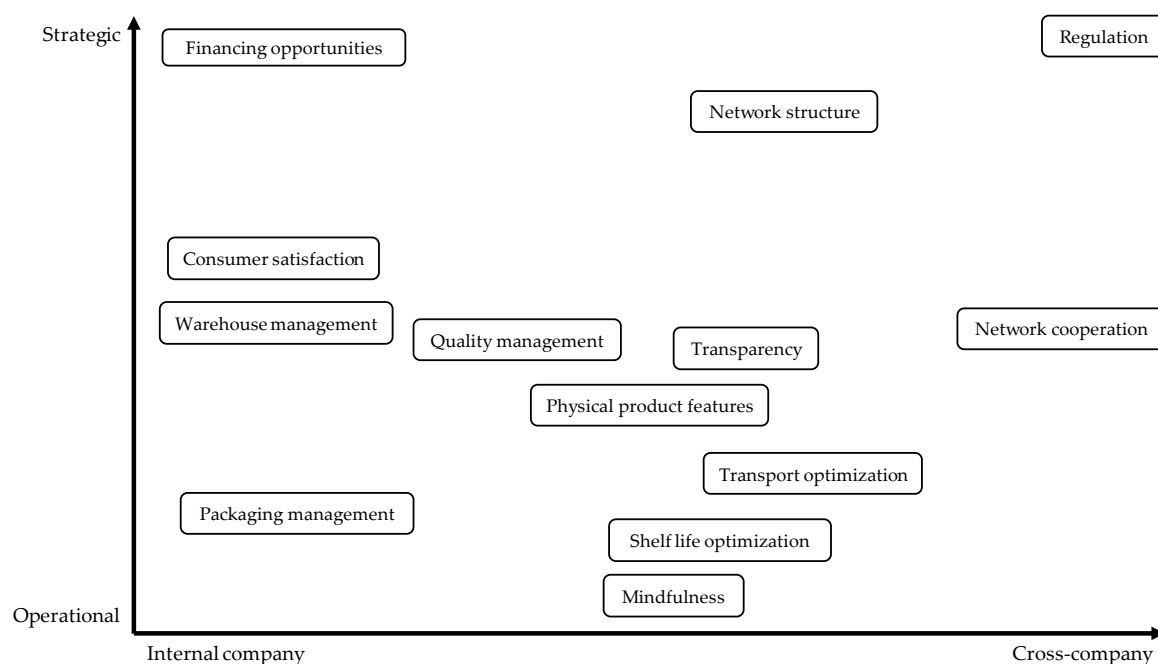 Strategic
Financing opportunities
Regulation
Network structure
Consumer satisfaction
Warehouse management
Network cooperation
Quality management
Transparency
Physical product features
Transport optimization
Packaging management
Shelf life optimization
Mindfulness
Operational
Internal company
Cross-company